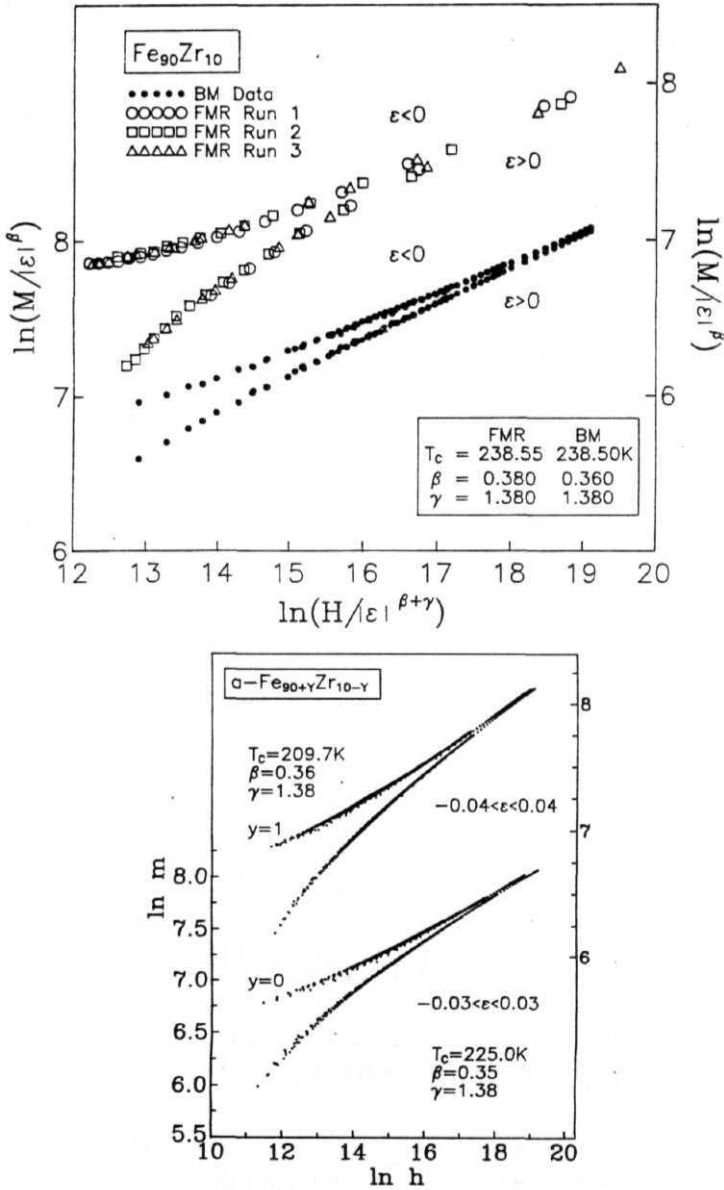 Fe₉₀Zr₁₀
BM Data
FMR Run 1
FMR Run 2
FMR Run 3
ε<0
ε>0
ε<0
ε>0
FMR BM
T_c = 238.55 238.50K
β = 0.380 0.360
γ = 1.380 1.380
8
7
6
ln(M/|ε|^β)
8
7
6
ln(M/|ε|^β)
12 13 14 15 16 17 18 19 20
ln(H/|ε|^β+γ)
a-Fe₉₀₊YZr₁₀₋Y
T_c=209.7K
β=0.36
γ=1.38
y=1
-0.04<ε<0.04
y=0
-0.03<ε<0.03
T_c=225.0K
β=0.35
γ=1.38
8.0
7.5
7.0
6.5
6.0
5.5
ln m
8
7
6
10 12 14 16 18 20
ln h